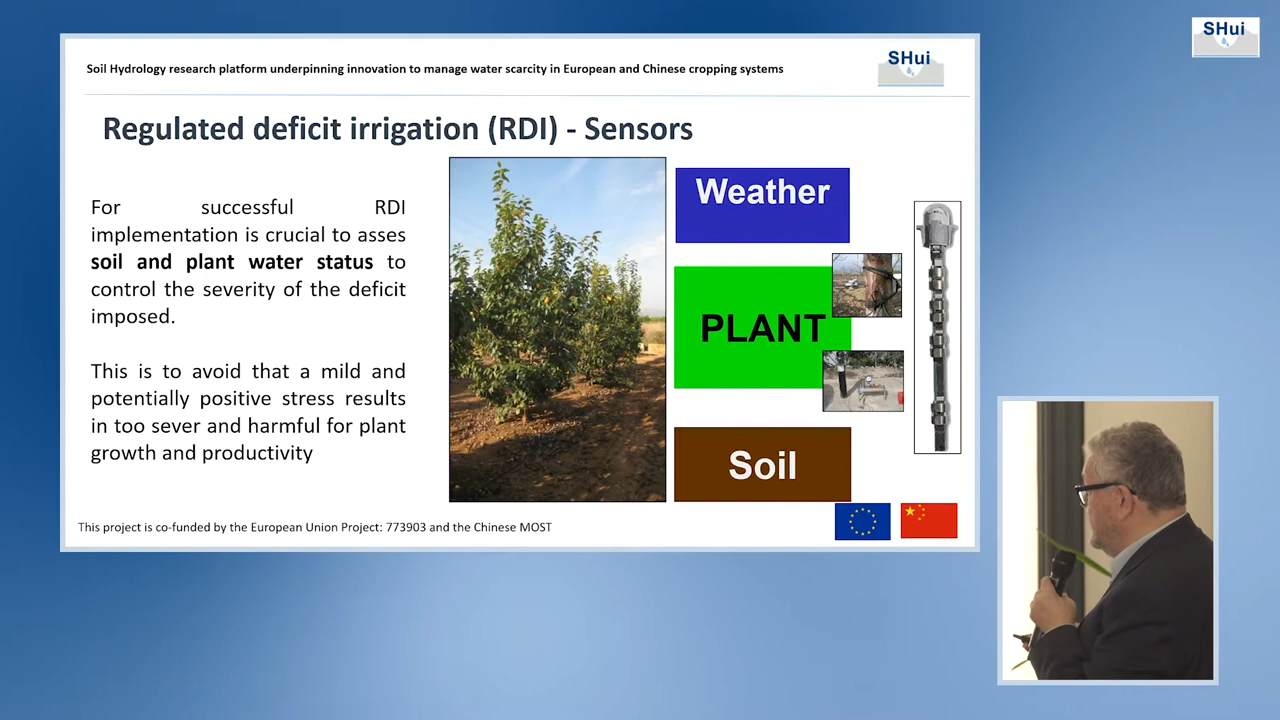 SHui
Soil Hydrology research platform underpinning innovation to manage water scarcity in European and Chinese cropping systems
SHui
Regulated deficit irrigation (RDI) - Sensors
For successful RDI
implementation is crucial to asses
soil and plant water status to
control the severity of the deficit
imposed.
This is to avoid that a mild and
potentially positive stress results
in too sever and harmful for plant
growth and productivity
Weather
PLANT
Soil
This project is co-funded by the European Union Project: 773903 and the Chinese MOST